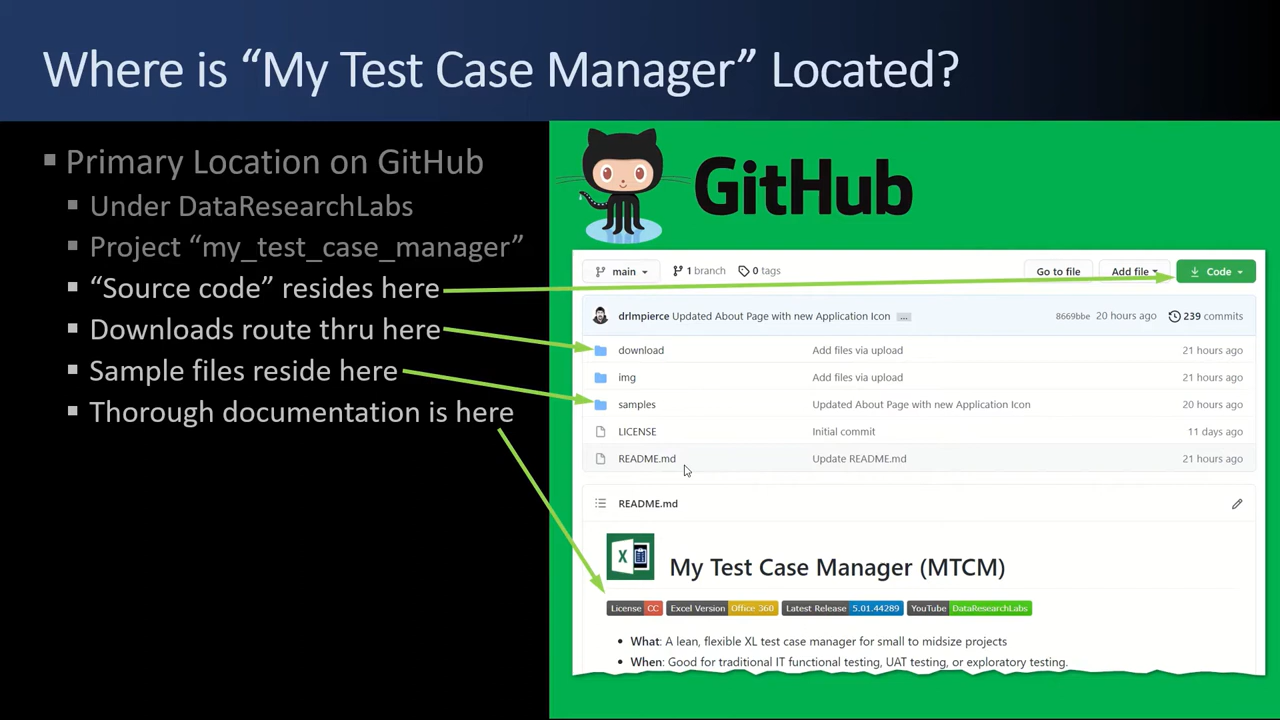 Where is “My Test Case Manager” Located?
Primary Location on GitHub
Under DataResearchLabs
Project “my_test_case_manager”
“Source code” resides here
Downloads route thru here
Sample files reside here
Thorough documentation is here
GitHub
main 1 branch 0 tags Go to file Add file Code
drlmpierce Updated About Page with new Application Icon ... 8669bbe 20 hours ago 239 commits
download Add files via upload 21 hours ago
img Add files via upload 21 hours ago
samples Updated About Page with new Application Icon 20 hours ago
LICENSE Initial commit 11 days ago
README.md Update README.md 21 hours ago
README.md
X My Test Case Manager (MTCM)
License CC Excel Version Office 360 Latest Release 5.01.44289 YouTube DataResearchLabs
What: A lean, flexible XL test case manager for small to midsize projects
When: Good for traditional IT functional testing, UAT testing, or exploratory testing.